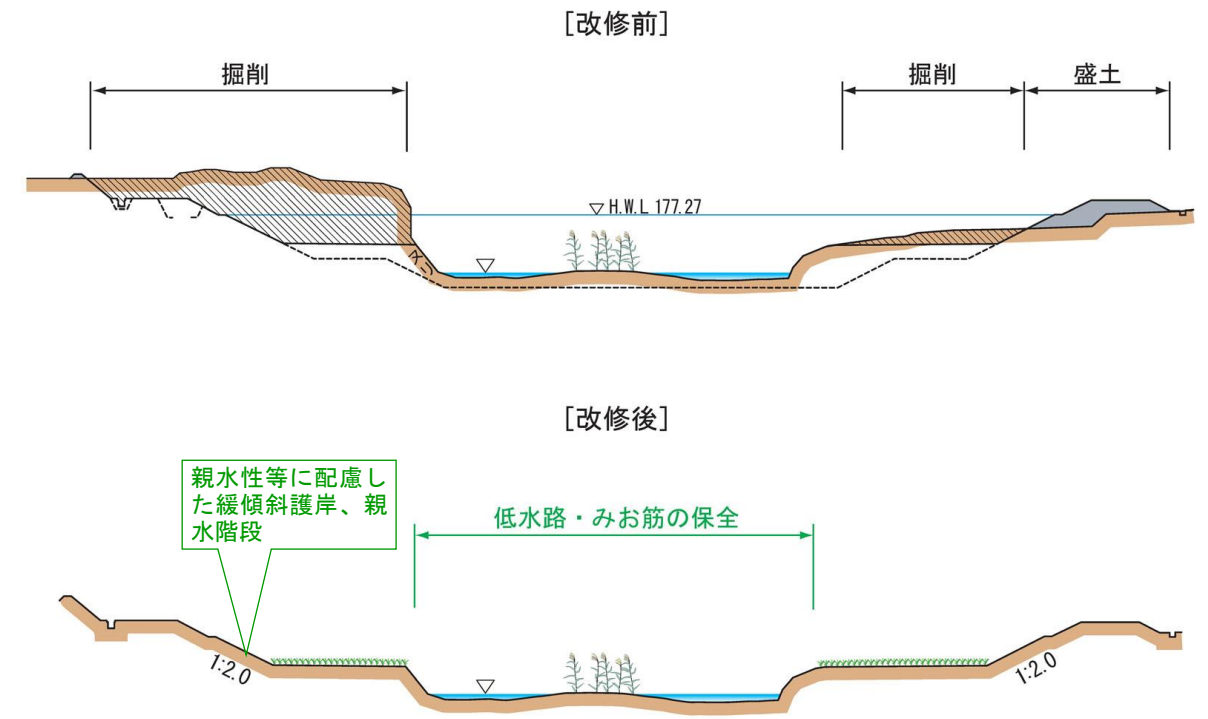 [改修前]
掘削
掘削
盛土
▽ H.W.L 177.27
[改修後]
親水性等に配慮し
た緩傾斜護岸、親
水階段
低水路・みお筋の保全
1:2.0
1:2.0